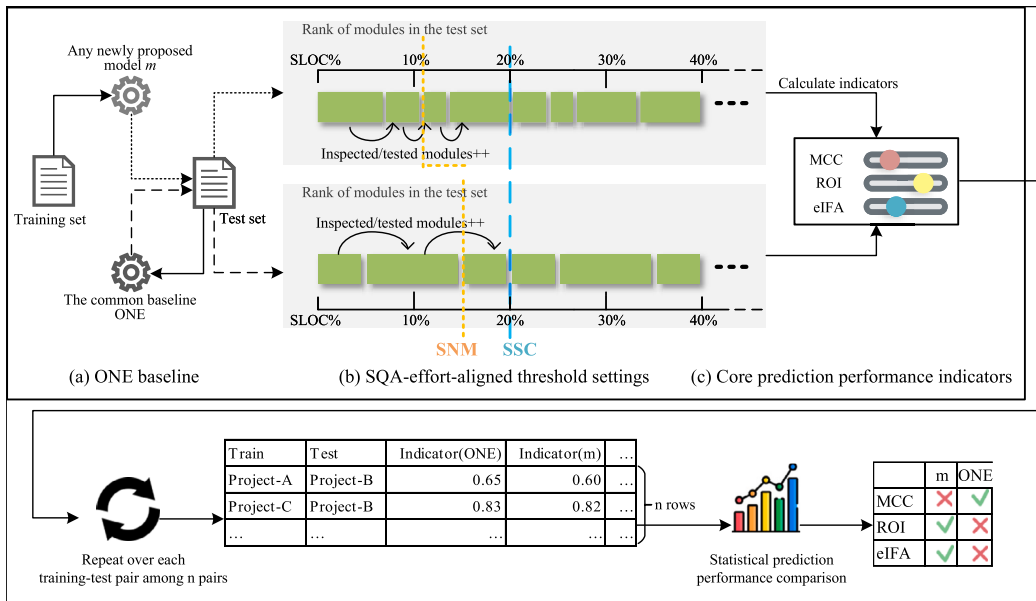 Any newly proposed
model m
Training set
Test set
The common baseline
ONE
(a) ONE baseline
Rank of modules in the test set
SLOC%
10%
20%
30%
40%
Inspected/tested modules++
Rank of modules in the test set
Inspected/tested modules++
SLOC%
10%
20%
30%
40%
SNM
SSC
(b) SQA-effort-aligned threshold settings
Calculate indicators
MCC
ROI
eIFA
(c) Core prediction performance indicators
Repeat over each
training-test pair among n pairs
Train Test Indicator(ONE) Indicator(m) ...
Project-A Project-B 0.65 0.60 ...
Project-C Project-B 0.83 0.82 ...
... ... ... ... ...
n rows
Statistical prediction
performance comparison
m ONE
MCC
ROI
eIFA